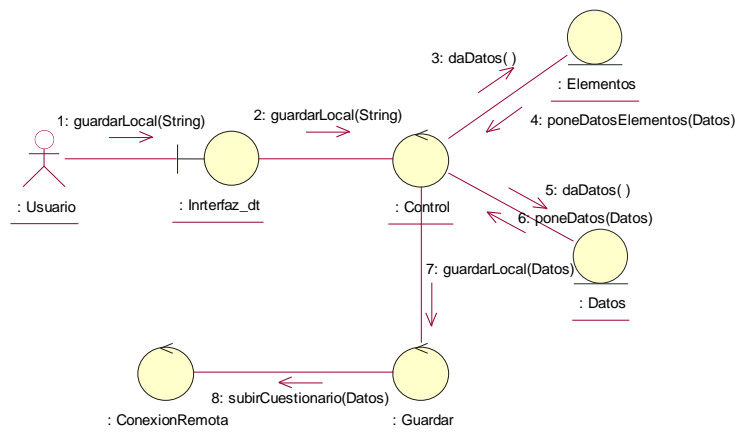 3: daDatos( )
: Elementos
1: guardarLocal(String)
2: guardarLocal(String)
4: poneDatosElementos(Datos)
: Usuario
: Inrterfaz_dt
: Control
5: daDatos( )
6: poneDatos(Datos)
7: guardarLocal(Datos)
: Datos
8: subirCuestionario(Datos)
: ConexionRemota
: Guardar